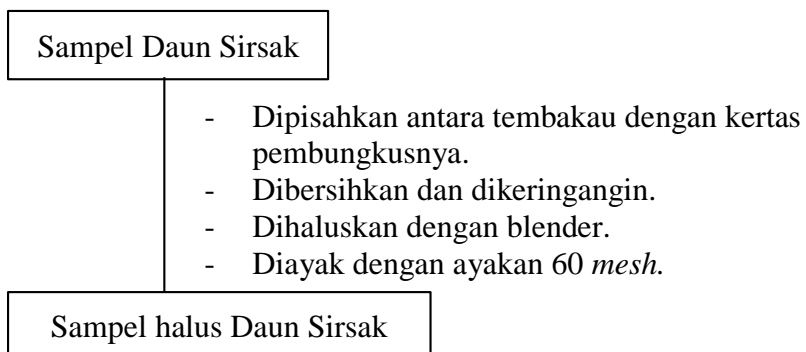 Sampel Daun Sirsak
- Dipisahkan antara tembakau dengan kertas
pembungkusnya.
- Dibersihkan dan dikeringangin.
- Dihaluskan dengan blender.
- Diayak dengan ayakan 60 mesh.
Sampel halus Daun Sirsak